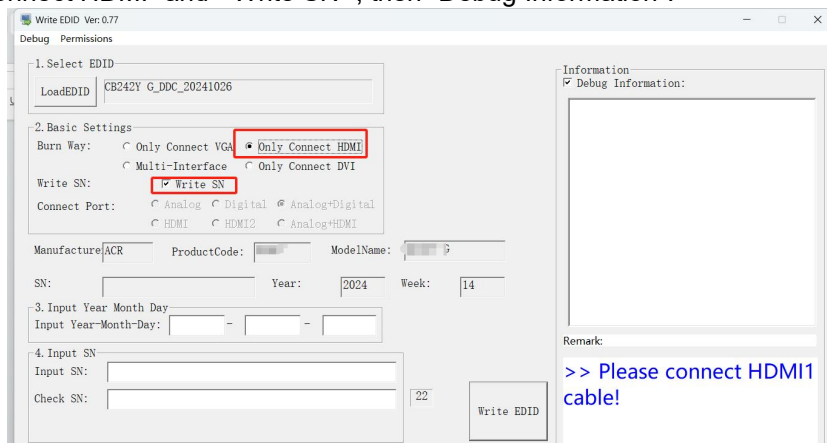 Connect HDMI" and "Write SN", then "Debug Information".
Write EDID Ver: 0.77
Debug Permissions
1. Select EDID
LoadEDID CB242Y G_DDC_20241026
2. Basic Settings
Burn Way: Only Connect VGA Only Connect HDMI
Multi-Interface Only Connect DVI
Write SN: Write SN
Connect Port: Analog Digital Analog+Digital
HDMI HDMI2 Analog+HDMI
Manufacture ACR ProductCode: ModelName: G
SN: Year: 2024 Week: 14
3. Input Year Month Day
Input Year-Month-Day: - -
4. Input SN
Input SN:
Check SN: 22
Write EDID
Information
Debug Information:
Remark:
>> Please connect HDMI1
cable!